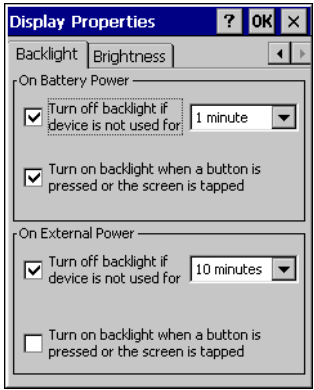 Display Properties ? OK ×
Backlight Brightness
On Battery Power
Turn off backlight if
device is not used for 1 minute
Turn on backlight when a button is
pressed or the screen is tapped
On External Power
Turn off backlight if
device is not used for 10 minutes
Turn on backlight when a button is
pressed or the screen is tapped